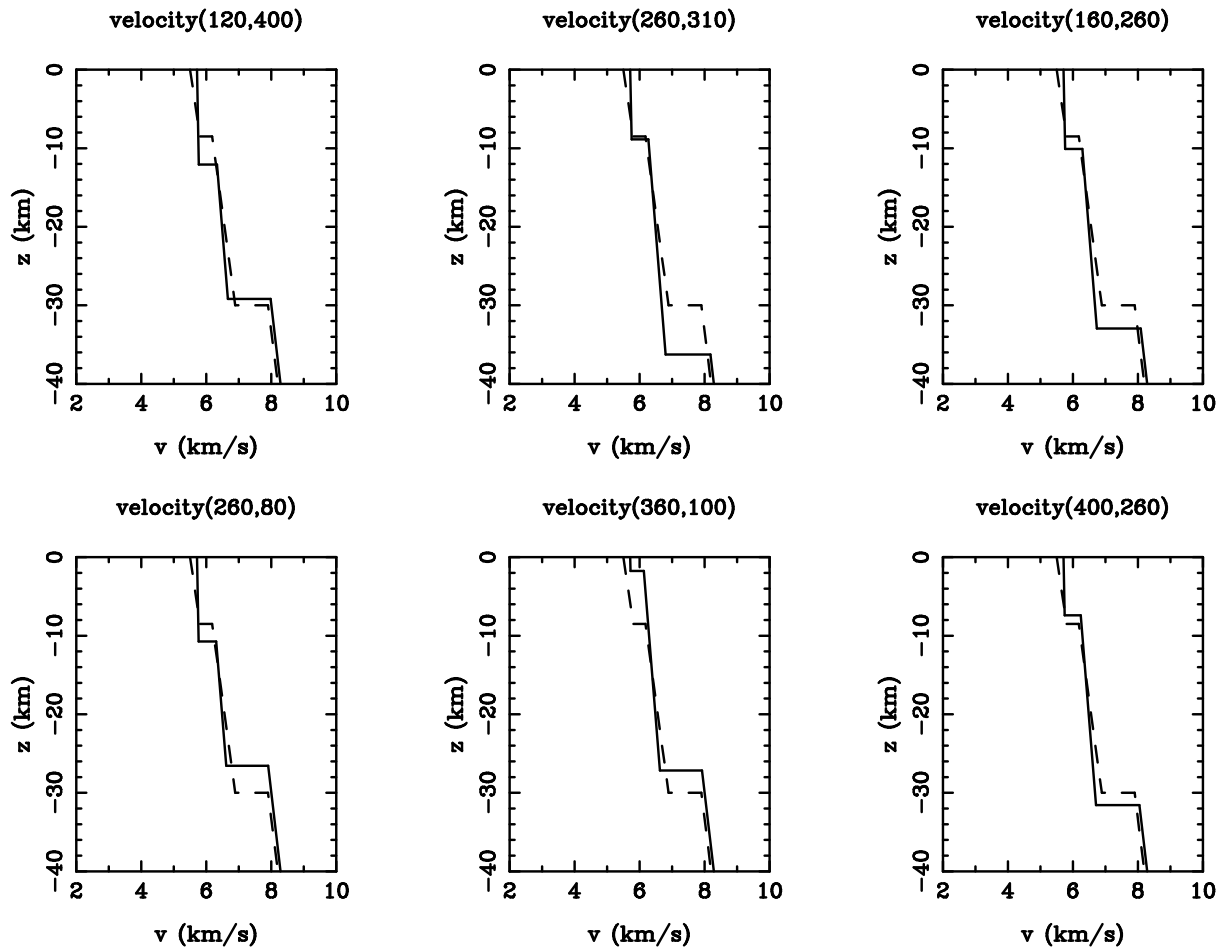 velocity(120,400)
velocity(260,310)
velocity(160,260)
0
−10
−20
−30
−40
z (km)
2 4 6 8 10
v (km/s)
0
−10
−20
−30
−40
z (km)
2 4 6 8 10
v (km/s)
0
−10
−20
−30
−40
z (km)
2 4 6 8 10
v (km/s)
velocity(260,80)
velocity(360,100)
velocity(400,260)
0
−10
−20
−30
−40
z (km)
2 4 6 8 10
v (km/s)
0
−10
−20
−30
−40
z (km)
2 4 6 8 10
v (km/s)
0
−10
−20
−30
−40
z (km)
2 4 6 8 10
v (km/s)